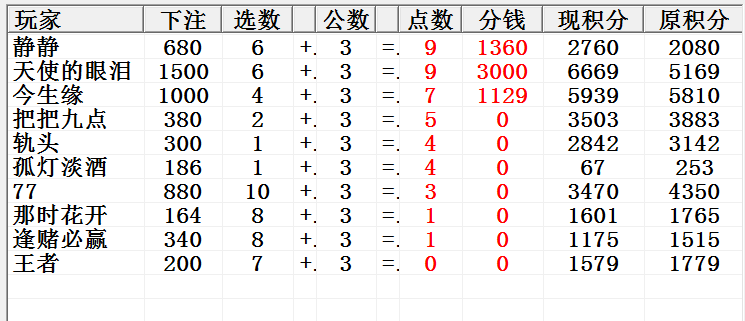 玩家 下注 选数 公数 点数 分钱 现积分 原积分
静静 680 6 +. 3 =. 9 1360 2760 2080
天使的眼泪 1500 6 +. 3 =. 9 3000 6669 5169
今生缘 1000 4 +. 3 =. 7 1129 5939 5810
把把九点 380 2 +. 3 =. 5 0 3503 3883
轨头 300 1 +. 3 =. 4 0 2842 3142
孤灯淡酒 186 1 +. 3 =. 4 0 67 253
77 880 10 +. 3 =. 3 0 3470 4350
那时花开 164 8 +. 3 =. 1 0 1601 1765
逢赌必赢 340 8 +. 3 =. 1 0 1175 1515
王者 200 7 +. 3 =. 0 0 1579 1779